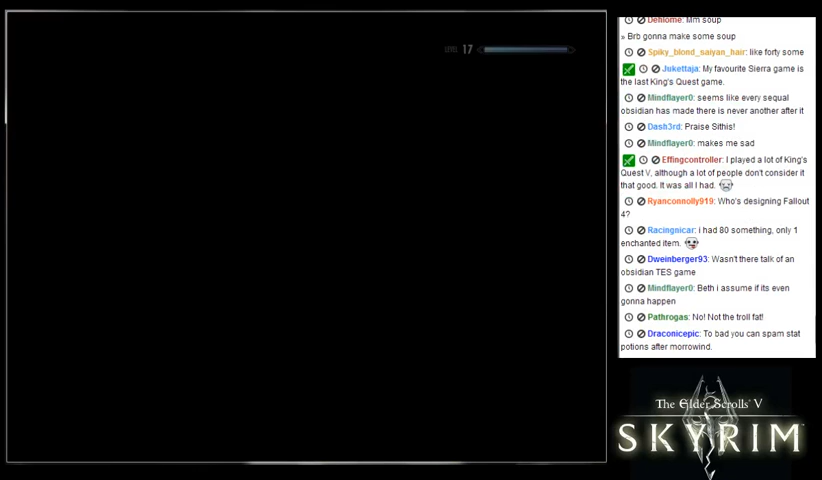 LEVEL 17
Defilome: Mm soup
» Brb gonna make some soup
Spiky_blond_saiyan_hair: like forty some
Jukettaja: My favourite Sierra game is
the last King's Quest game.
Mindflayer0: seems like every sequal
obsidian has made there is never another after it
Dash3rd: Praise Sithis!
Mindflayer0: makes me sad
Effingcontroller: I played a lot of King's
Quest V, although a lot of people don't consider it
that good. It was all I had.
Ryanconnolly919: Who's designing Fallout
4?
Racingnicar: i had 80 something, only 1
enchanted item.
Dweinberger93: Wasn't there talk of an
obsidian TES game
Mindflayer0: Beth i assume if its even
gonna happen
Pathrogas: No! Not the troll fat!
Draconicepic: To bad you can spam stat
potions after morrowind.
The Elder Scrolls V
SKYRIM